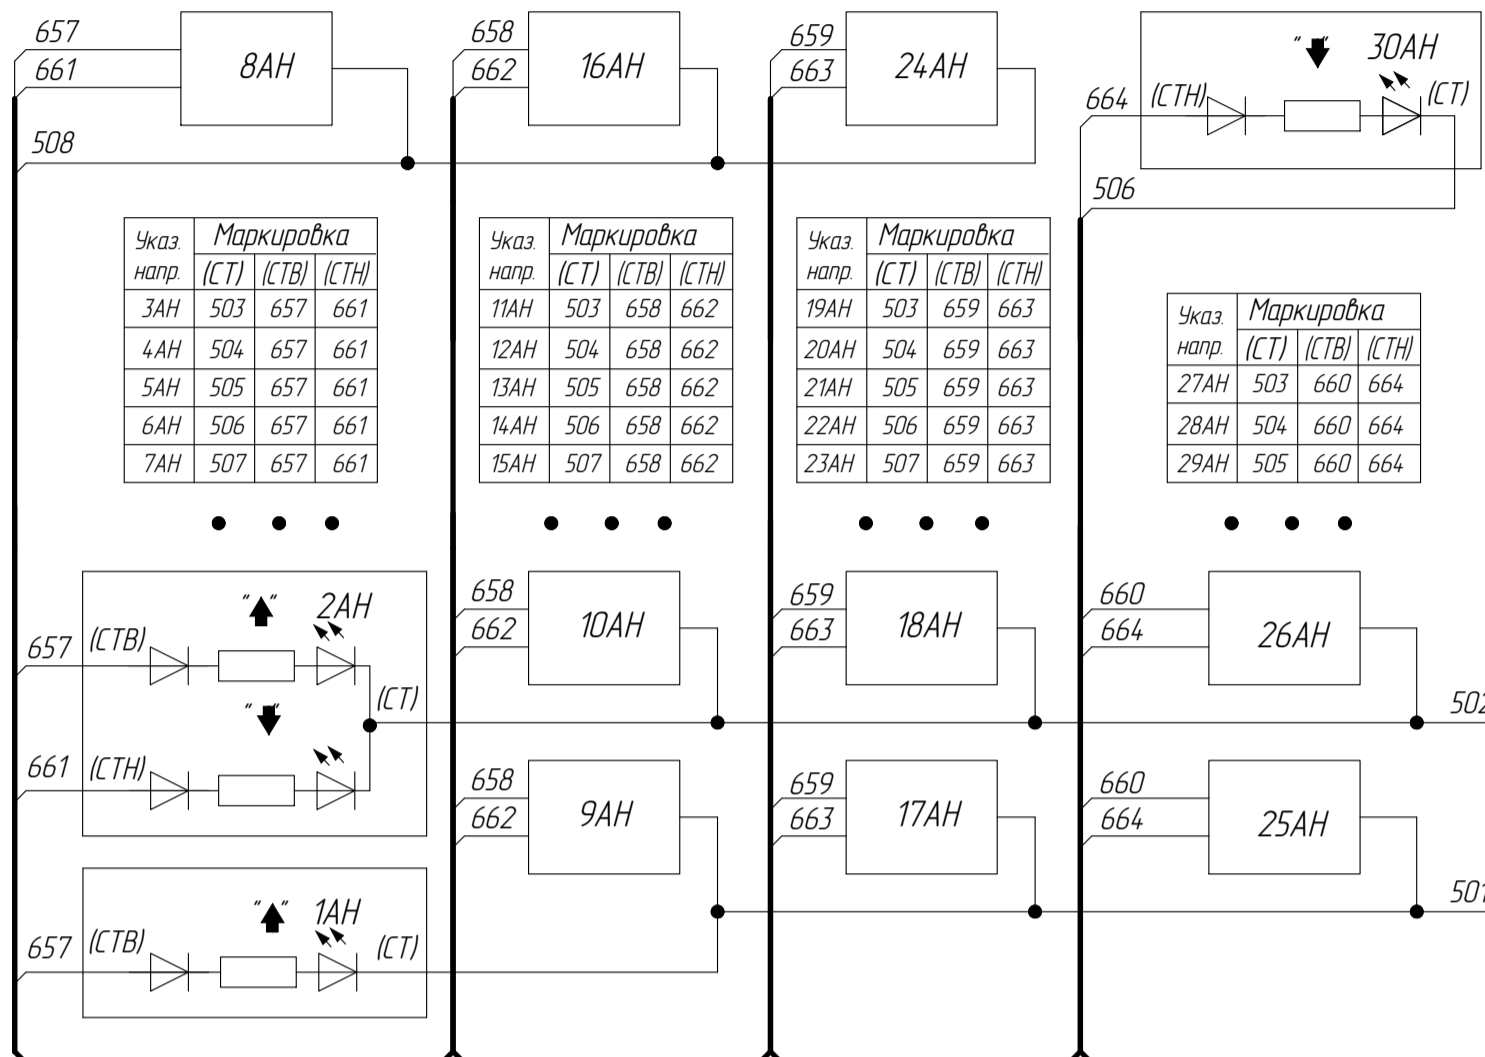 657
661
8АН
508
658
662
16АН
659
663
24АН
" "
30АН
664
(СТН)
(СТ)
506
Указ. напр. Маркировка
(СТ) (СТВ) (СТН)
3АН 503 657 661
4АН 504 657 661
5АН 505 657 661
6АН 506 657 661
7АН 507 657 661
Указ. напр. Маркировка
(СТ) (СТВ) (СТН)
11АН 503 658 662
12АН 504 658 662
13АН 505 658 662
14АН 506 658 662
15АН 507 658 662
Указ. напр. Маркировка
(СТ) (СТВ) (СТН)
19АН 503 659 663
20АН 504 659 663
21АН 505 659 663
22АН 506 659 663
23АН 507 659 663
Указ. напр. Маркировка
(СТ) (СТВ) (СТН)
27АН 503 660 664
28АН 504 660 664
29АН 505 660 664
" "
2АН
657
(СТВ)
(СТ)
" "
661
(СТН)
658
662
10АН
659
663
18АН
660
664
26АН
502
658
662
9АН
659
663
17АН
660
664
25АН
501
" "
1АН
657
(СТВ)
(СТ)